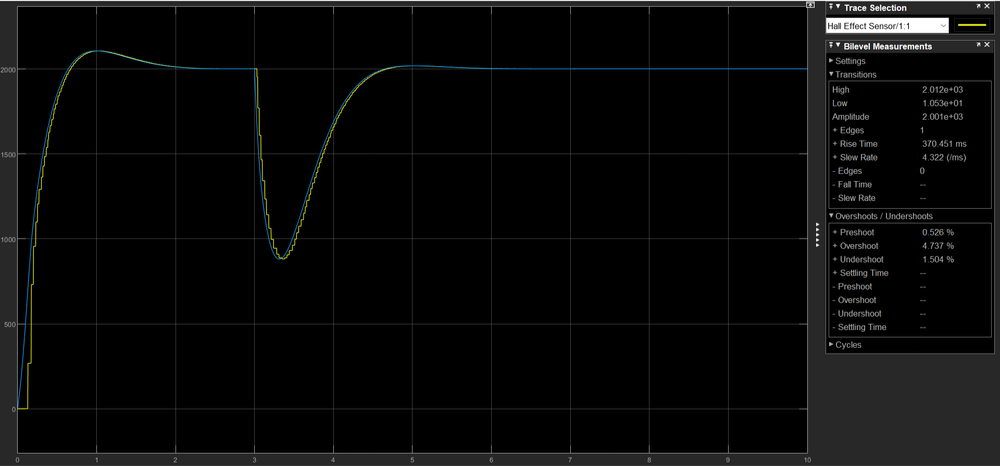 2000
1500
1000
500
0
0 1 2 3 4 5 6 7 8 9 10
Trace Selection
Hall Effect Sensor/1:1
Bilevel Measurements
Settings
Transitions
High 2.012e+03
Low 1.053e+01
Amplitude 2.001e+03
+ Edges 1
+ Rise Time 370.451 ms
+ Slew Rate 4.322 (/ms)
- Edges 0
- Fall Time --
- Slew Rate --
Overshoots / Undershoots
+ Preshoot 0.526 %
+ Overshoot 4.737 %
+ Undershoot 1.504 %
+ Settling Time --
- Preshoot --
- Overshoot --
- Undershoot --
- Settling Time --
Cycles